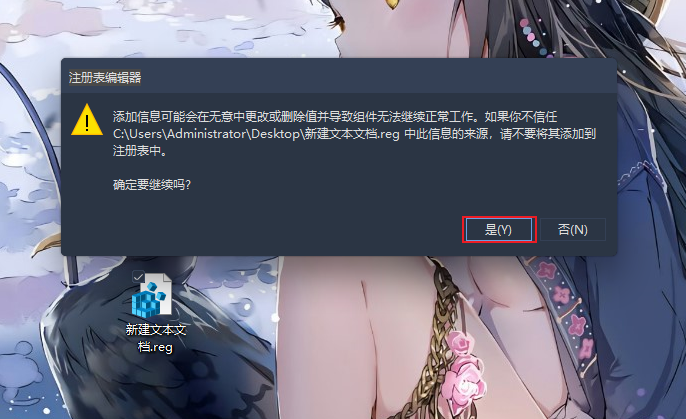 注册表编辑器
添加信息可能会在无意中更改或删除值并导致组件无法继续正常工作。如果你不信任
C:\Users\Administrator\Desktop\新建文本文档.reg 中此信息的来源，请不要将其添加到
注册表中。
确定要继续吗?
是(Y)
否(N)
新建文本文
档.reg